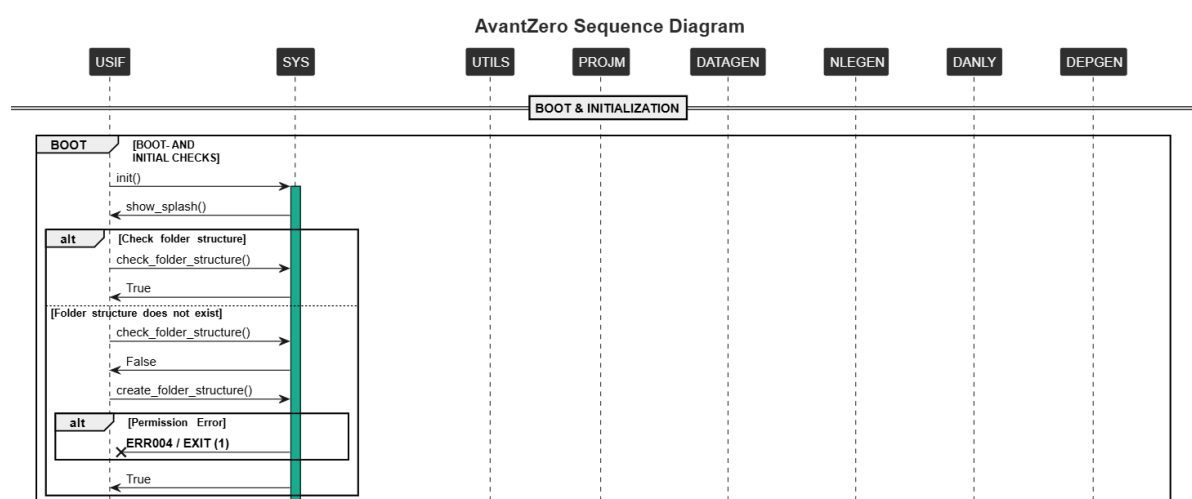 AvantZero Sequence Diagram
USIF SYS UTILS PROJM DATAGEN NLEGEN DANLY DEPGEN
BOOT & INITIALIZATION
BOOT [BOOT- AND
INITIAL CHECKS]
init()
show_splash()
alt [Check folder structure]
check_folder_structure()
True
[Folder structure does not exist]
check_folder_structure()
False
create_folder_structure()
alt [Permission Error]
ERR004 / EXIT (1)
True